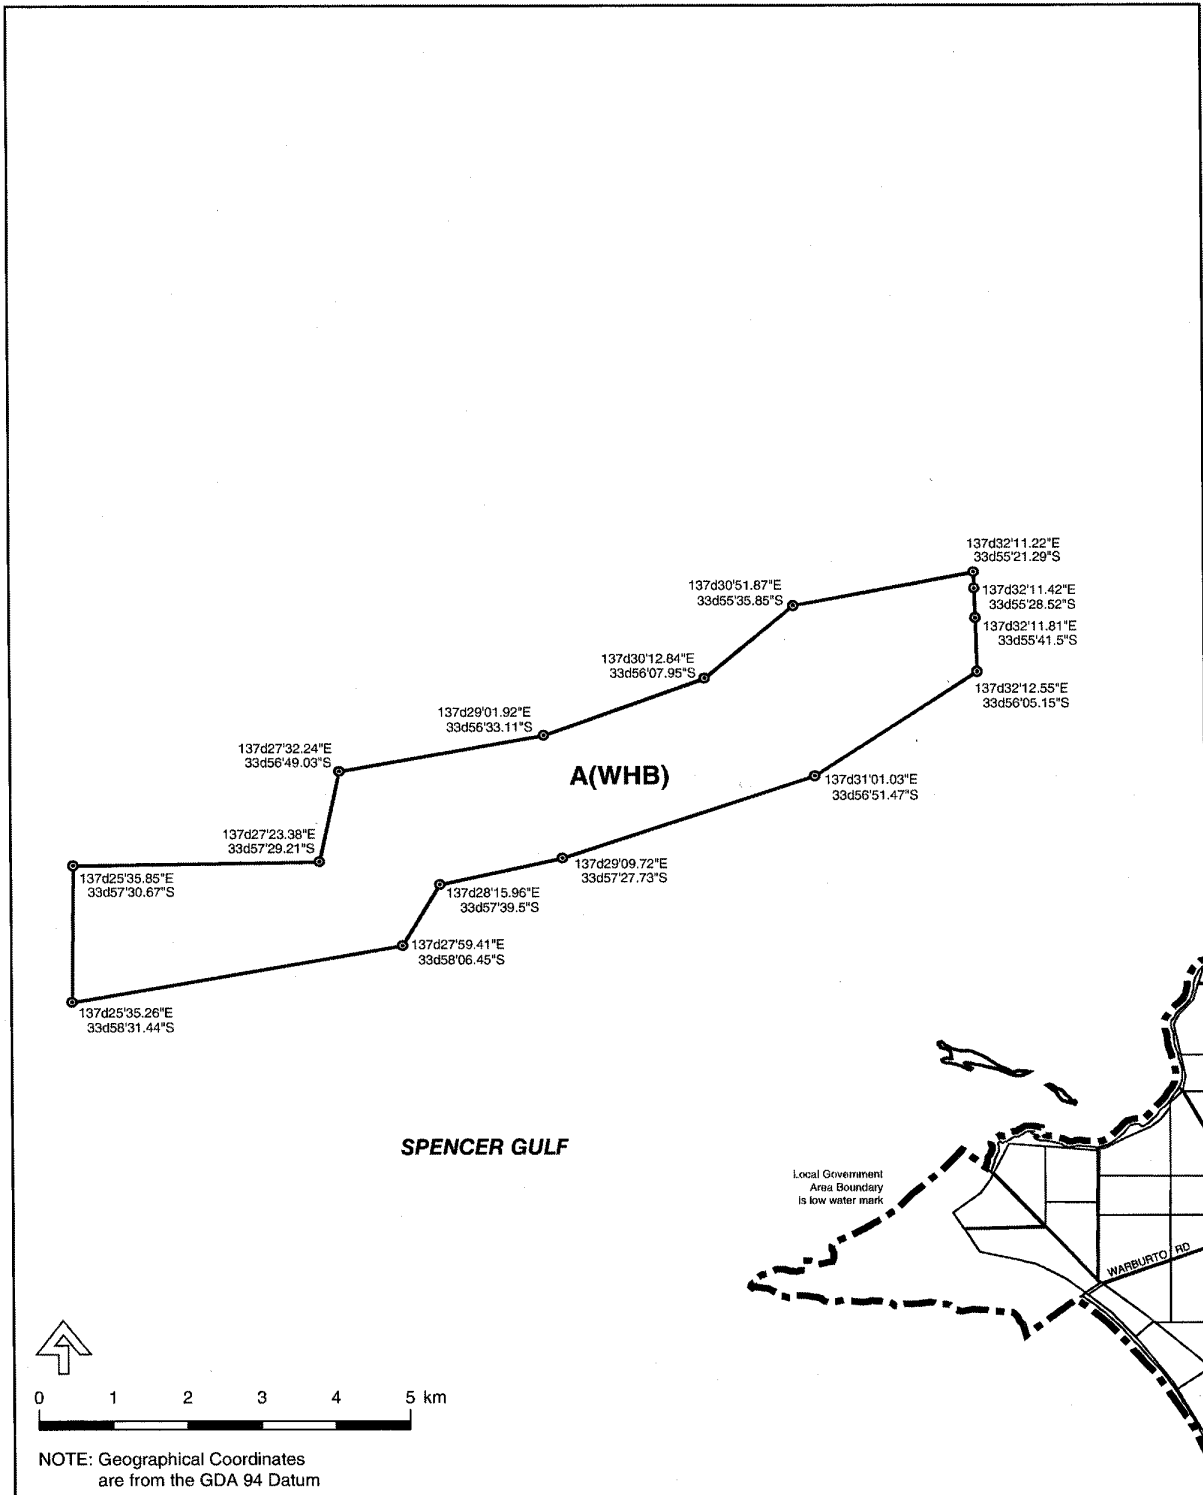 137d32'11.22"E
33d55'21.29"S
137d30'51.87"E
33d55'35.85"S
137d32'11.42"E
33d55'28.52"S
137d32'11.81"E
33d55'41.5"S
137d30'12.84"E
33d56'07.95"S
137d32'12.55"E
33d56'05.15"S
137d29'01.92"E
33d56'33.11"S
137d27'32.24"E
33d56'49.03"S
A(WHB)
137d31'01.03"E
33d56'51.47"S
137d27'23.38"E
33d57'29.21"S
137d25'35.85"E
33d57'30.67"S
137d29'09.72"E
33d57'27.73"S
137d28'15.96"E
33d57'39.5"S
137d27'59.41"E
33d58'06.45"S
137d25'35.26"E
33d58'31.44"S
SPENCER GULF
Local Government
Area Boundary
is low water mark
WARBURTO RD
0 1 2 3 4 5 km
NOTE: Geographical Coordinates
are from the GDA 94 Datum